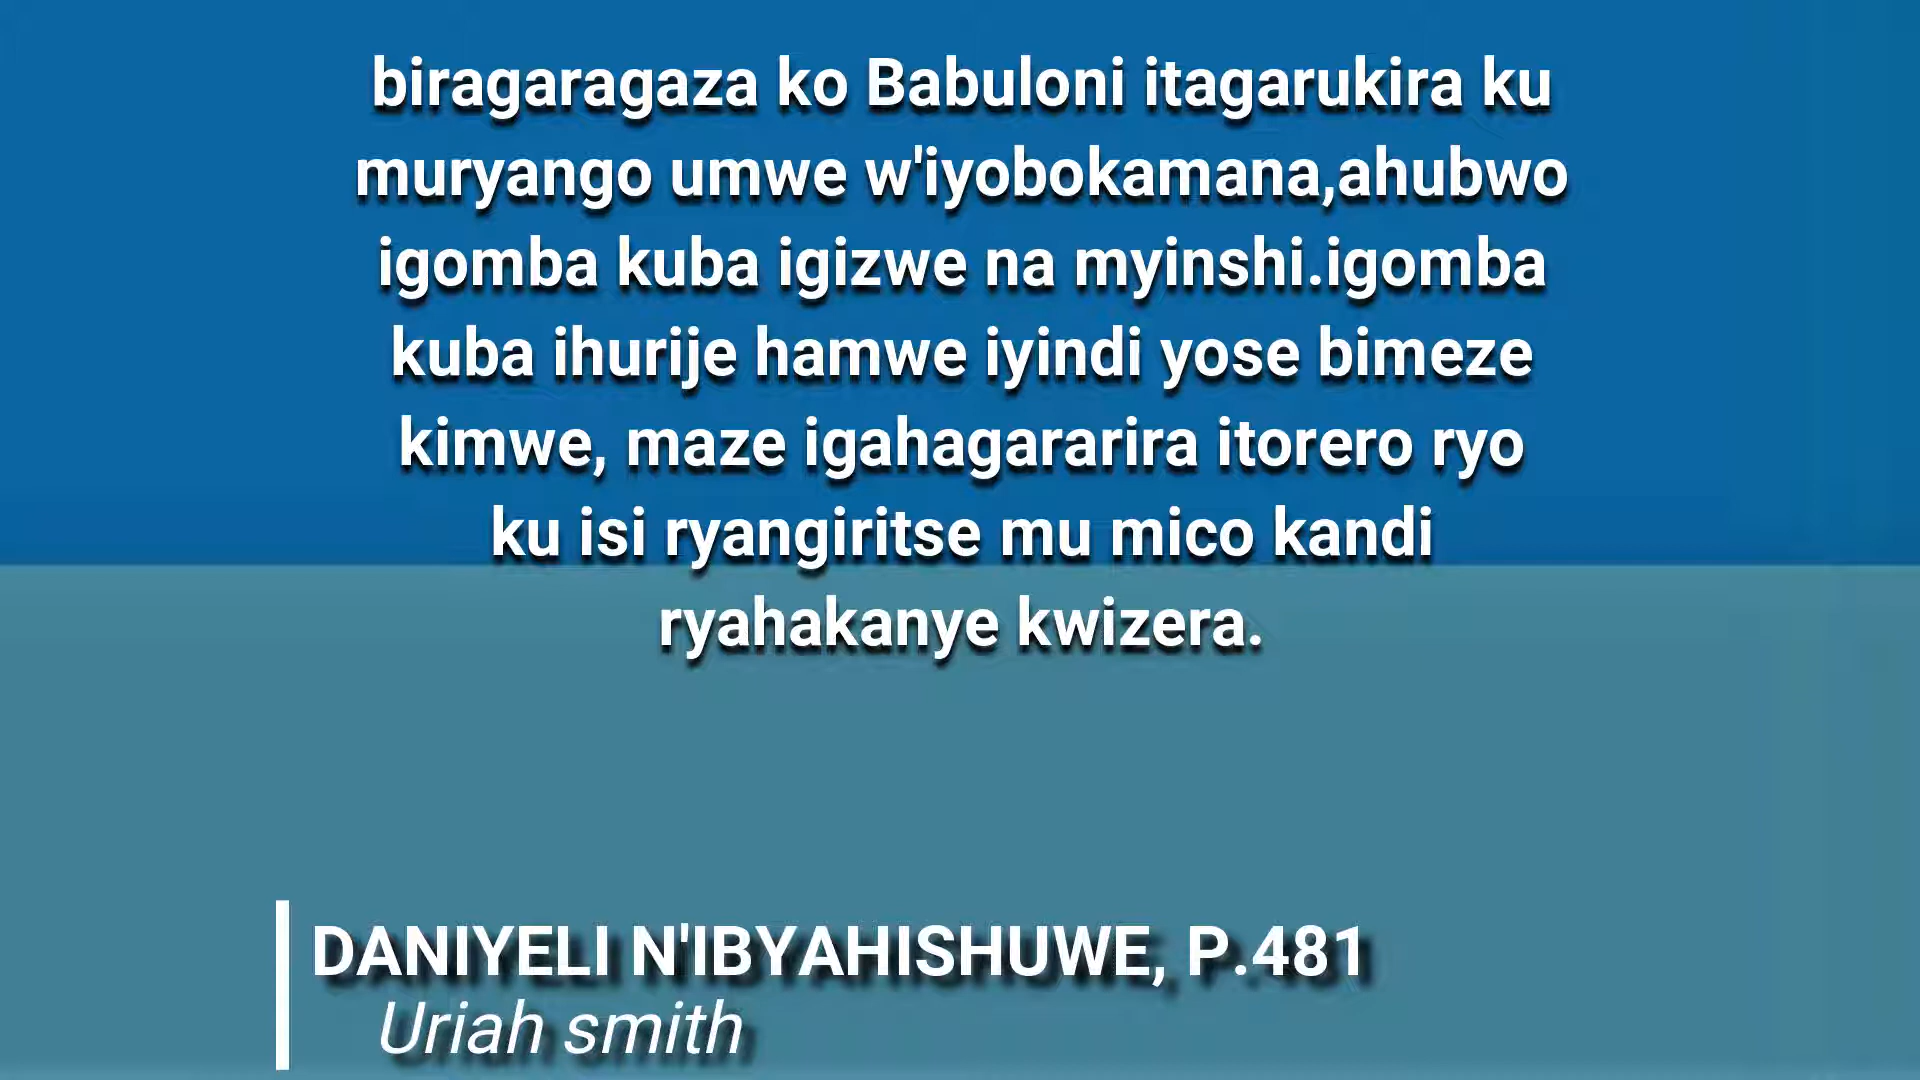 biragaragaza ko Babuloni itagarukira ku
muryango umwe w'iyobokamana,ahubwo
igomba kuba igizwe na myinshi.igomba
kuba ihurije hamwe iyindi yose bimeze
kimwe, maze igahagararira itorero ryo
ku isi ryangiritse mu mico kandi
ryahakanye kwizera.
DANIYELI N'IBYAHISHUWE, P.481
Uriah smith